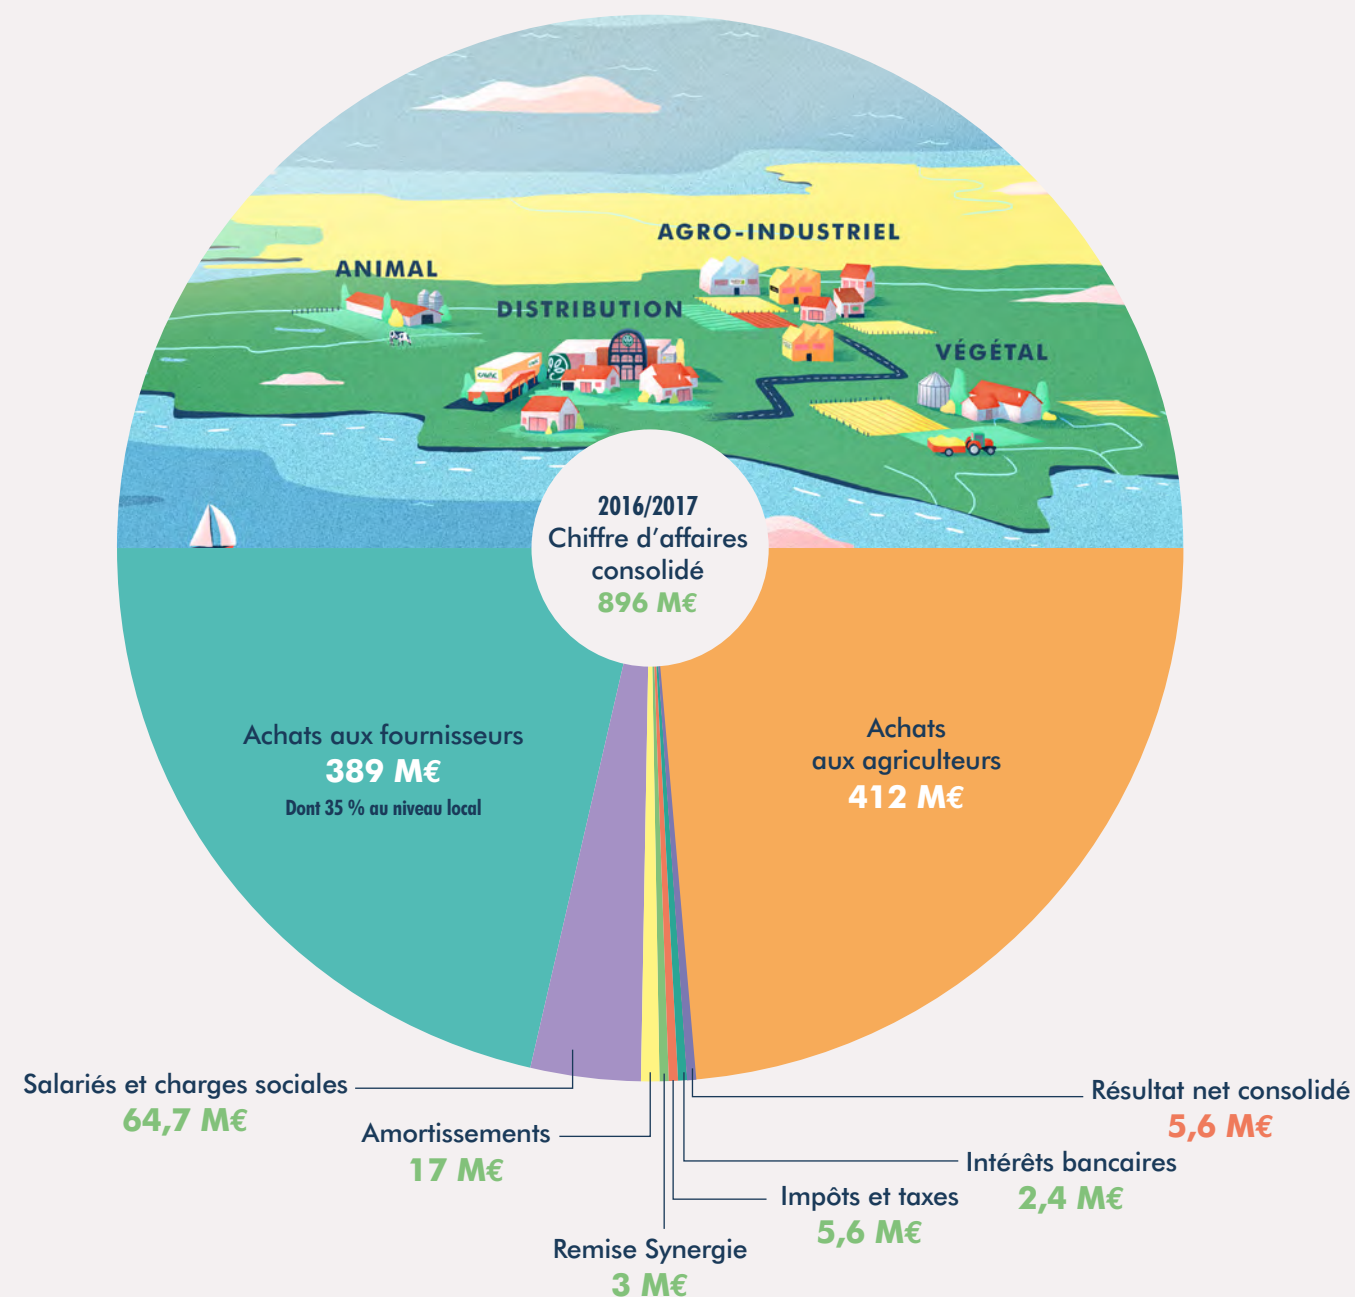 AGRO-INDUSTRIEL
ANIMAL
DISTRIBUTION
VÉGÉTAL
CAVAC
2016/2017
Chiffre d’affaires
consolidé
896 M€
Achats aux fournisseurs
389 M€
Dont 35 % au niveau local
Achats
aux agriculteurs
412 M€
Salariés et charges sociales
64,7 M€
Amortissements
17 M€
Remise Synergie
3 M€
Impôts et taxes
5,6 M€
Intérêts bancaires
2,4 M€
Résultat net consolidé
5,6 M€